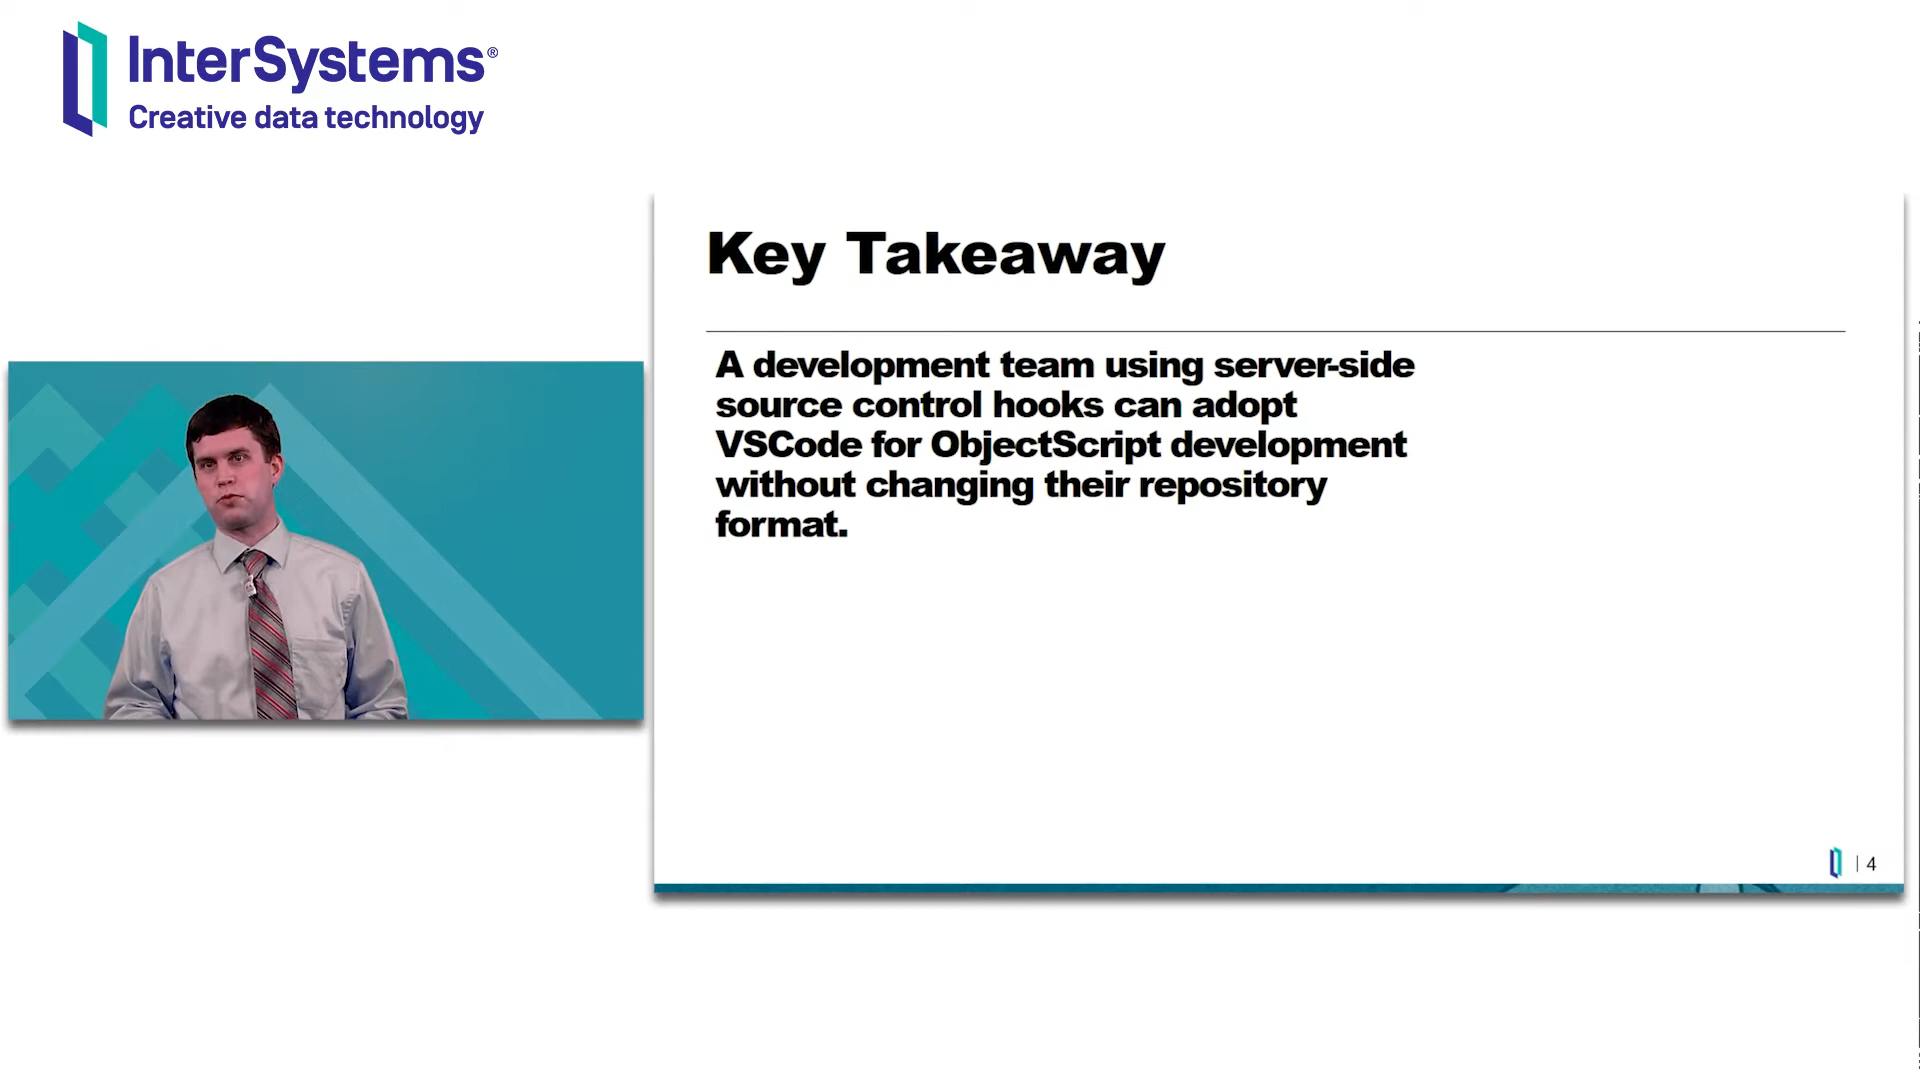 InterSystems®
Creative data technology
Key Takeaway
A development team using server-side
source control hooks can adopt
VSCode for ObjectScript development
without changing their repository
format.
| 4